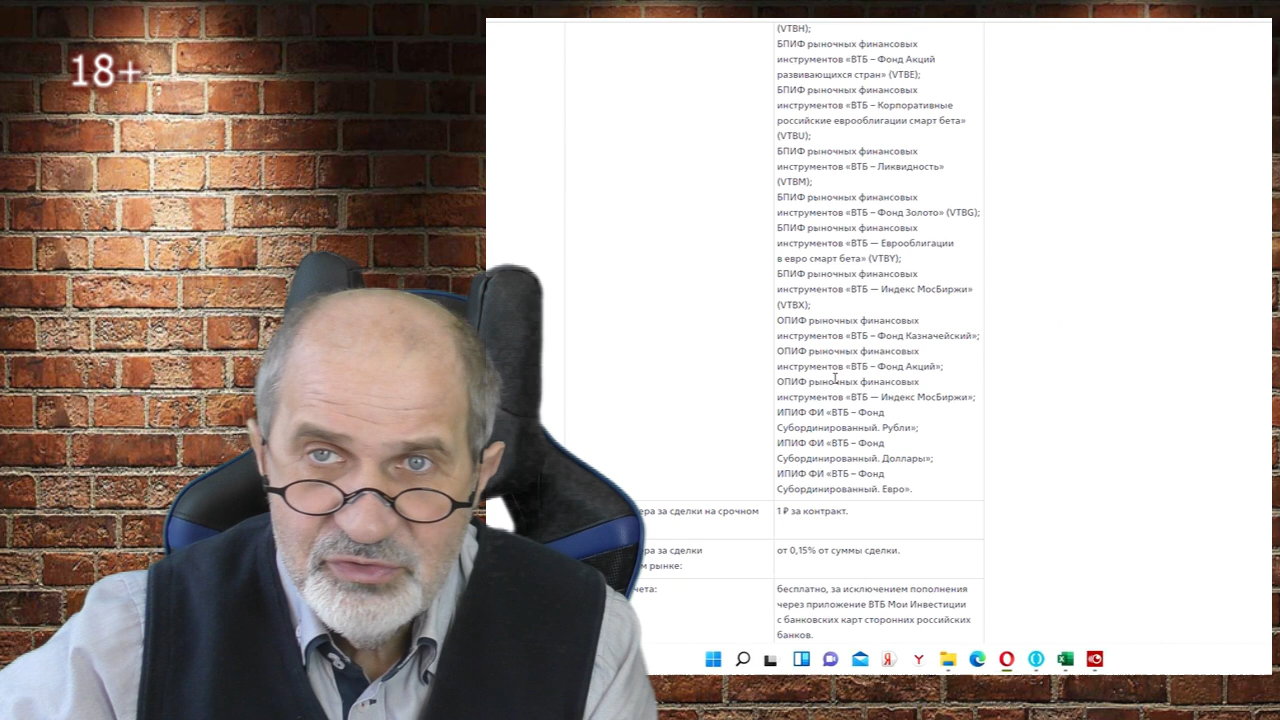 18+
(VTBH);
БПИФ рыночных финансовых
инструментов «ВТБ – Фонд Акций
развивающихся стран» (VTBE);
БПИФ рыночных финансовых
инструментов «ВТБ – Корпоративные
российские еврооблигации смарт бета»
(VTBU);
БПИФ рыночных финансовых
инструментов «ВТБ – Ликвидность»
(VTBM);
БПИФ рыночных финансовых
инструментов «ВТБ – Фонд Золото» (VTBG);
БПИФ рыночных финансовых
инструментов «ВТБ — Еврооблигации
в евро смарт бета» (VTBY);
БПИФ рыночных финансовых
инструментов «ВТБ — Индекс МосБиржи»
(VTBX);
ОПИФ рыночных финансовых
инструментов «ВТБ – Фонд Казначейский»;
ОПИФ рыночных финансовых
инструментов «ВТБ – Фонд Акций»;
ОПИФ рыночных финансовых
инструментов «ВТБ — Индекс МосБиржи»;
ИПИФ ФИ «ВТБ – Фонд
Субординированный. Рубли»;
ИПИФ ФИ «ВТБ – Фонд
Субординированный. Доллары»;
ИПИФ ФИ «ВТБ – Фонд
Субординированный. Евро».
за сделки на срочном
1 ₽ за контракт.
за сделки
рынке:
от 0,15% от суммы сделки.
бесплатно, за исключением пополнения
через приложение ВТБ Мои Инвестиции
с банковских карт сторонних российских
банков.